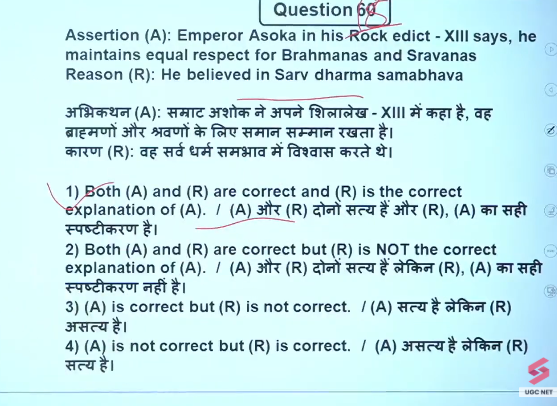 Question 60
Assertion (A): Emperor Asoka in his Rock edict - XIII says, he
maintains equal respect for Brahmanas and Sravanas
Reason (R): He believed in Sarv dharma samabhava
अभिकथन (A): सम्राट अशोक ने अपने शिलालेख - XIII में कहा है, वह
ब्राह्मणों और श्रवणों के लिए समान सम्मान रखता है।
कारण (R): वह सर्व धर्म समभाव में विश्वास करते थे।
1) Both (A) and (R) are correct and (R) is the correct
explanation of (A). / (A) और (R) दोनों सत्य हैं और (R), (A) का सही
स्पष्टीकरण है।
2) Both (A) and (R) are correct but (R) is NOT the correct
explanation of (A). / (A) और (R) दोनों सत्य हैं लेकिन (R), (A) का सही
स्पष्टीकरण नहीं है।
3) (A) is correct but (R) is not correct. / (A) सत्य है लेकिन (R)
असत्य है।
4) (A) is not correct but (R) is correct. / (A) असत्य है लेकिन (R)
सत्य है।
UGC NET